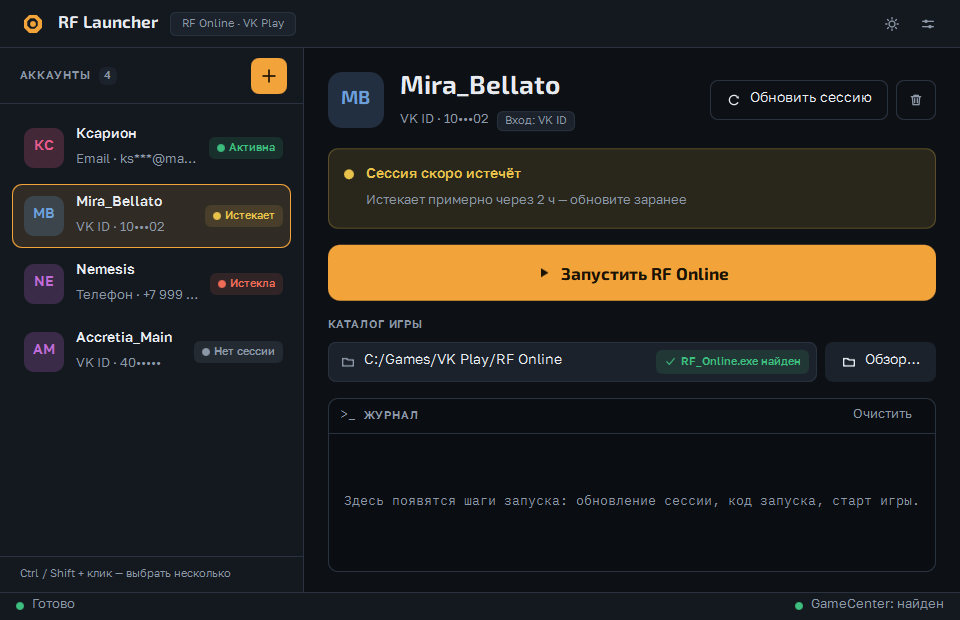 RF Launcher
RF Online · VK Play
АККАУНТЫ 4
+
КС
Ксарион
Email · ks***@ma...
Активна
MB
Mira_Bellato
VK ID · 10•••02
Истекает
NE
Nemesis
Телефон · +7 999 ...
Истекла
AM
Accretia_Main
VK ID · 40•••••
Нет сессии
Ctrl / Shift + клик — выбрать несколько
MB
Mira_Bellato
VK ID · 10•••02
Вход: VK ID
Обновить сессию
Сессия скоро истечёт
Истекает примерно через 2 ч — обновите заранее
Запустить RF Online
КАТАЛОГ ИГРЫ
C:/Games/VK Play/RF Online
RF_Online.exe найден
Обзор...
>_ ЖУРНАЛ
Очистить
Здесь появятся шаги запуска: обновление сессии, код запуска, старт игры.
Готово
GameCenter: найден